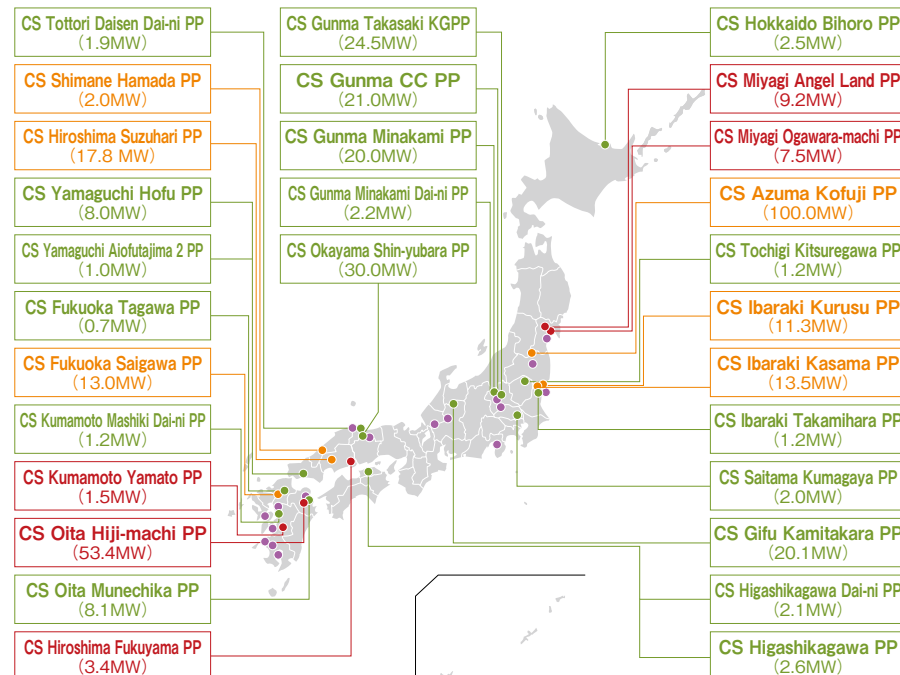 CS Tottori Daisen Dai-ni PP
(1.9MW)
CS Shimane Hamada PP
(2.0MW)
CS Hiroshima Suzuhari PP
(17.8 MW)
CS Yamaguchi Hofu PP
(8.0MW)
CS Yamaguchi Aiofutajima 2 PP
(1.0MW)
CS Fukuoka Tagawa PP
(0.7MW)
CS Fukuoka Saigawa PP
(13.0MW)
CS Kumamoto Mashiki Dai-ni PP
(1.2MW)
CS Kumamoto Yamato PP
(1.5MW)
CS Oita Hiji-machi PP
(53.4MW)
CS Oita Munechika PP
(8.1MW)
CS Hiroshima Fukuyama PP
(3.4MW)
CS Gunma Takasaki KGPP
(24.5MW)
CS Gunma CC PP
(21.0MW)
CS Gunma Minakami PP
(20.0MW)
CS Gunma Minakami Dai-ni PP
(2.2MW)
CS Okayama Shin-yubara PP
(30.0MW)
CS Hokkaido Bihoro PP
(2.5MW)
CS Miyagi Angel Land PP
(9.2MW)
CS Miyagi Ogawara-machi PP
(7.5MW)
CS Azuma Kofuji PP
(100.0MW)
CS Tochigi Kitsuregawa PP
(1.2MW)
CS Ibaraki Kurusu PP
(11.3MW)
CS Ibaraki Kasama PP
(13.5MW)
CS Ibaraki Takamihara PP
(1.2MW)
CS Saitama Kumagaya PP
(2.0MW)
CS Gifu Kamitakara PP
(20.1MW)
CS Higashikagawa Dai-ni PP
(2.1MW)
CS Higashikagawa PP
(2.6MW)